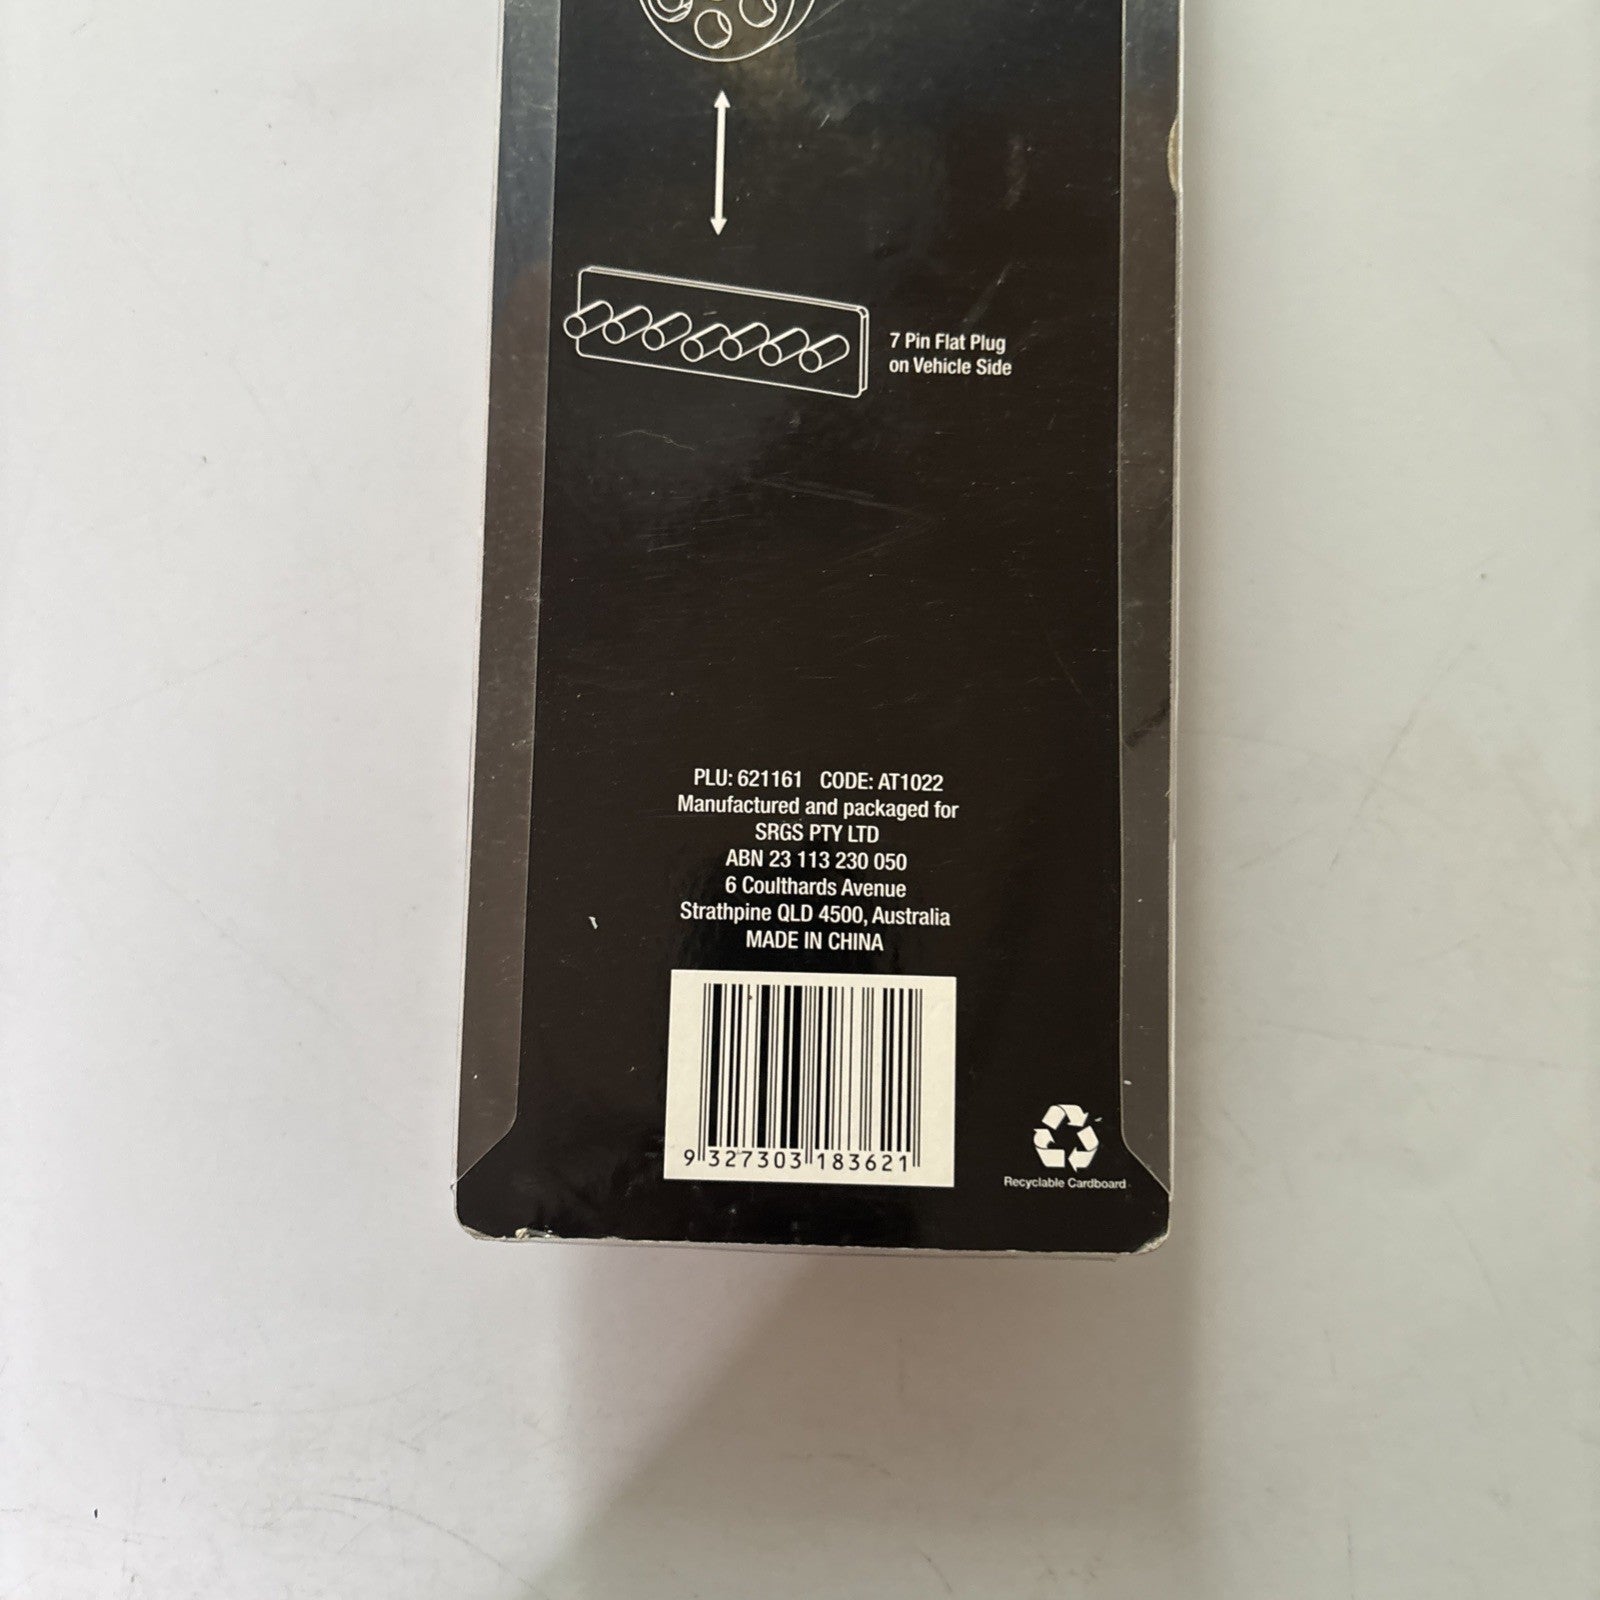 7 Pin Flat Plug
on Vehicle Side
PLU: 621161 CODE: AT1022
Manufactured and packaged for
SRGS PTY LTD
ABN 23 113 230 050
6 Coulthards Avenue
Strathpine QLD 4500, Australia
MADE IN CHINA
9 327303 183621
Recyclable Cardboard